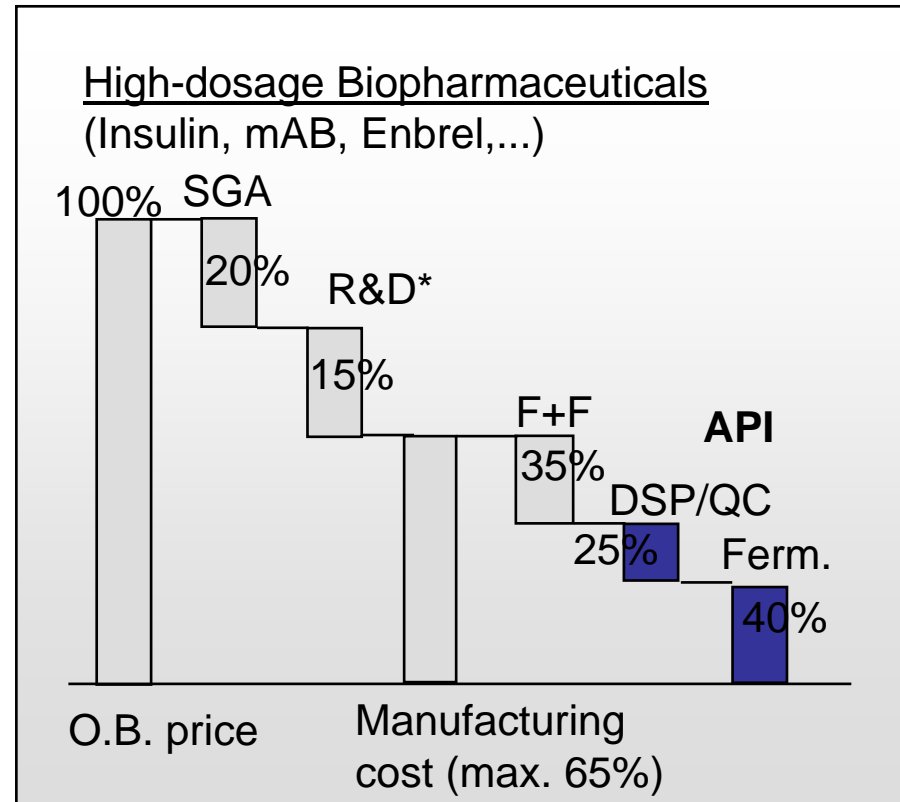 High-dosage Biopharmaceuticals
(Insulin, mAB, Enbrel,...)
100%
SGA
20%
R&D*
15%
F+F
35%
API
DSP/QC
25%
Ferm.
40%
O.B. price
Manufacturing
cost (max. 65%)